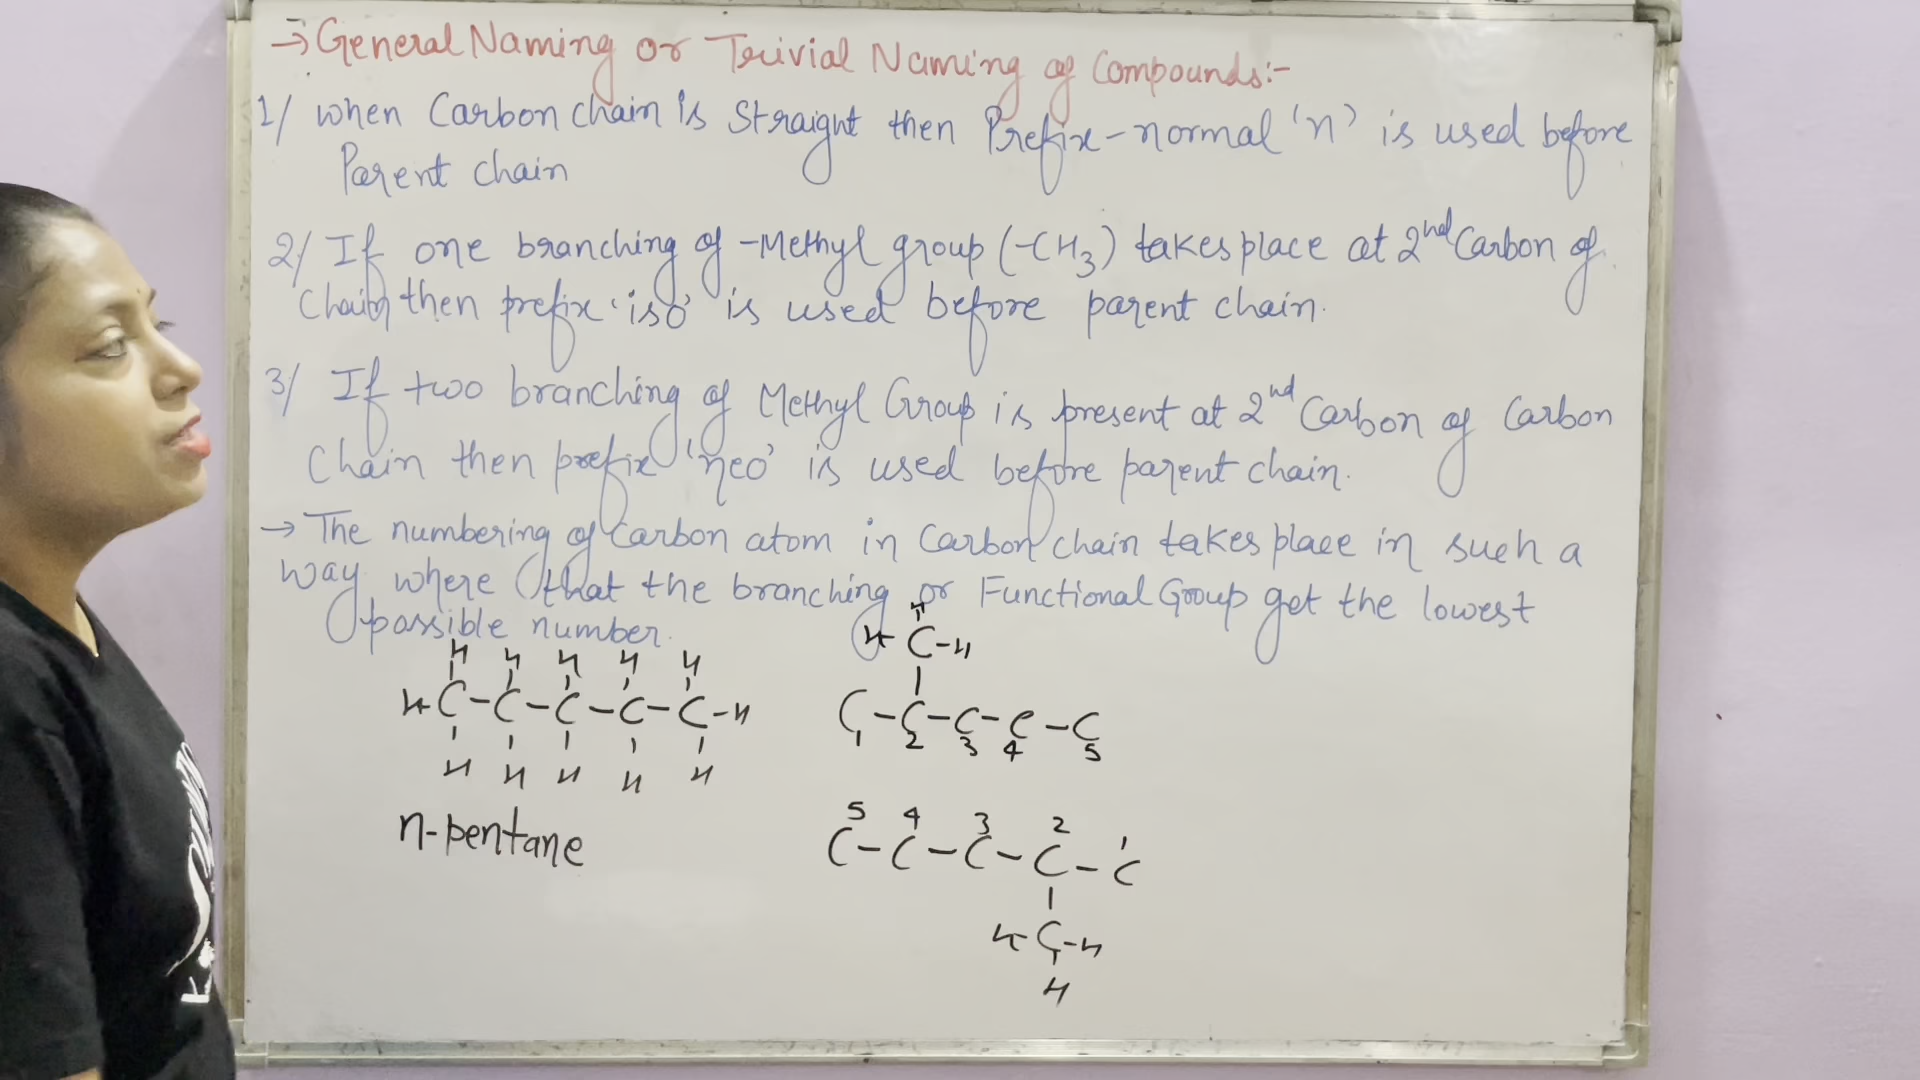 → General Naming or Trivial Naming of Compounds:-
1/ when Carbon chain is Straight then Prefix-normal 'n' is used before
Parent chain
2/ If one branching of -Methyl group (-CH3) takes place at 2nd Carbon of
Chain then prefix 'iso' is used before parent chain.
3/ If two branching of Methyl Group is present at 2nd Carbon of Carbon
Chain then prefix 'neo' is used before parent chain.
→ The numbering of Carbon atom in Carbon chain takes place in such a
way where that the branching or Functional Group get the lowest
possible number.
H H H H H
H-C-C-C-C-C-H
H H H H H
n-pentane
H
H-C-H
C-C-C-C-C
1 2 3 4 5
5 4 3 2 1
C-C-C-C-C
H-C-H
H